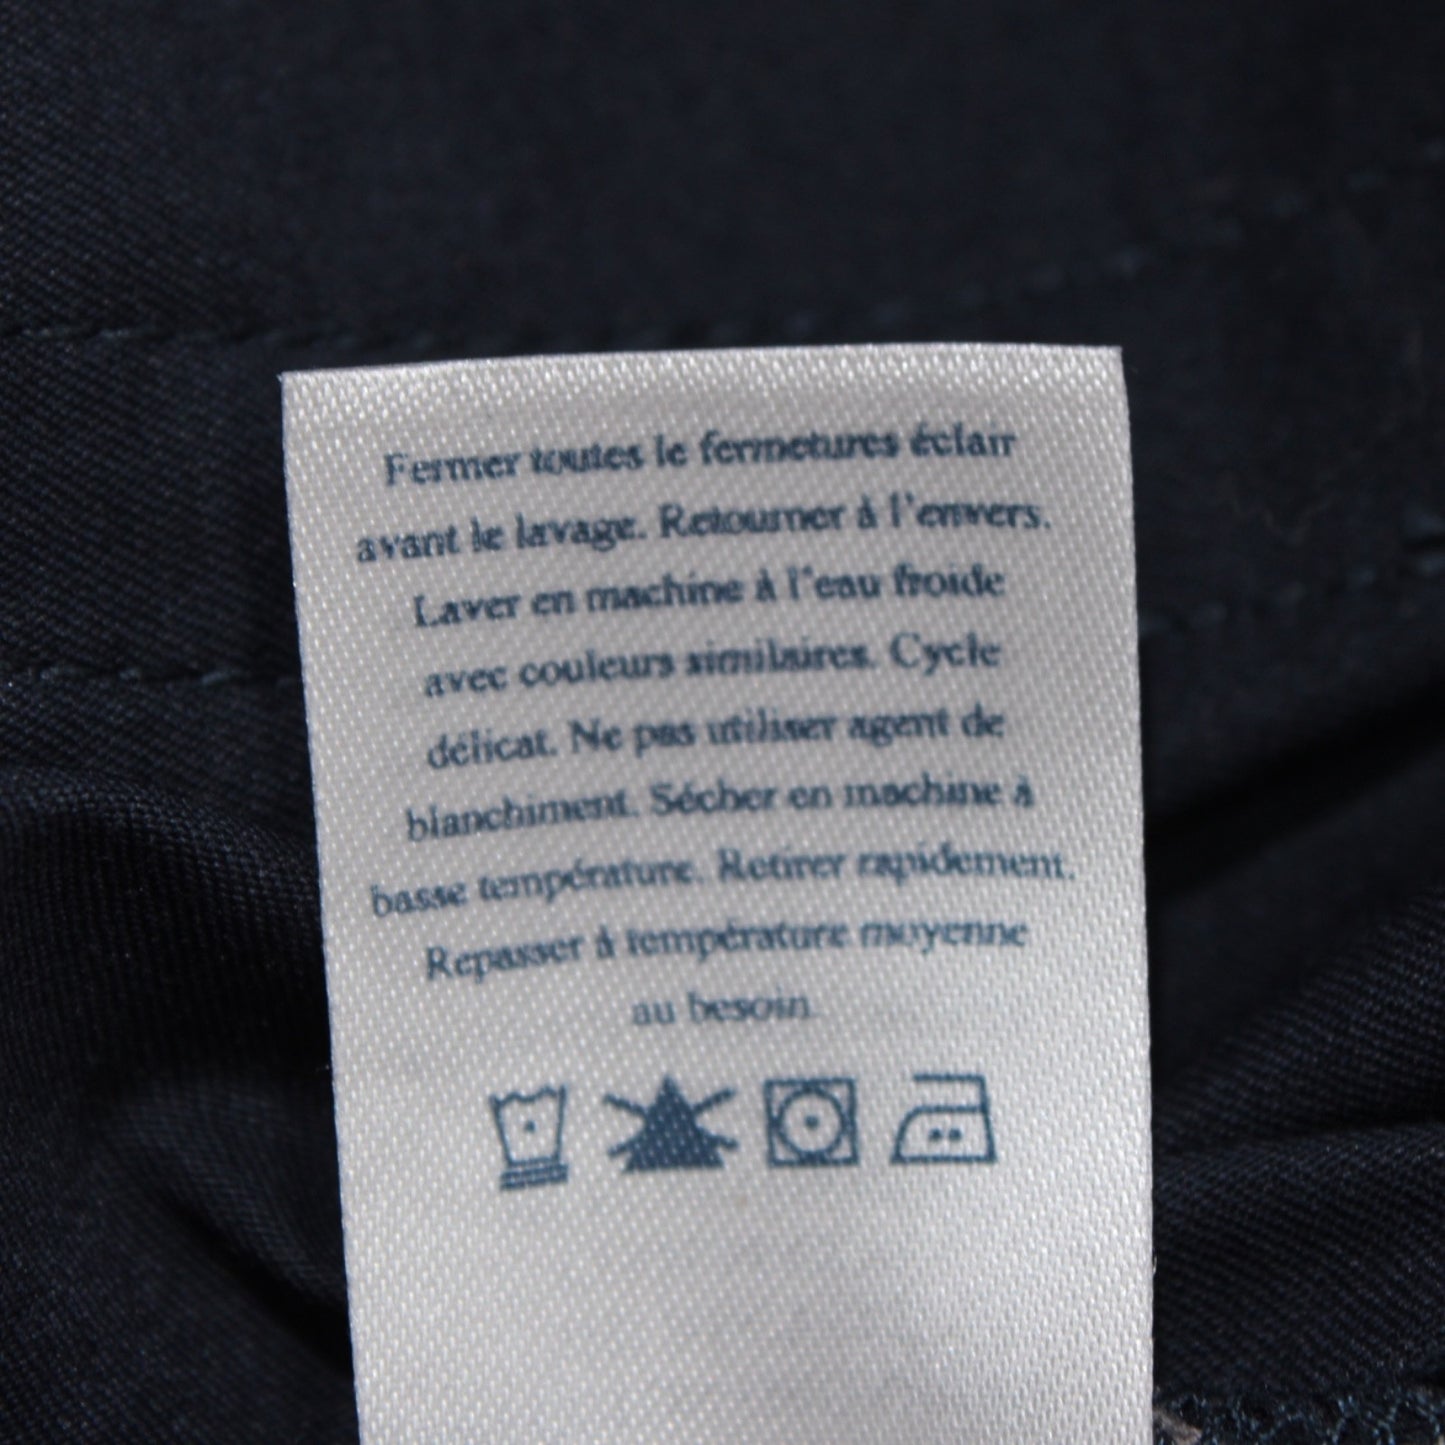 Fermer toutes le fermetures éclair
avant le lavage. Retourner à l'envers.
Laver en machine à l'eau froide
avec couleurs similaires. Cycle
délicat. Ne pas utiliser agent de
blanchiment. Sécher en machine à
basse température. Retirer rapidement.
Repasser à température moyenne
au besoin.